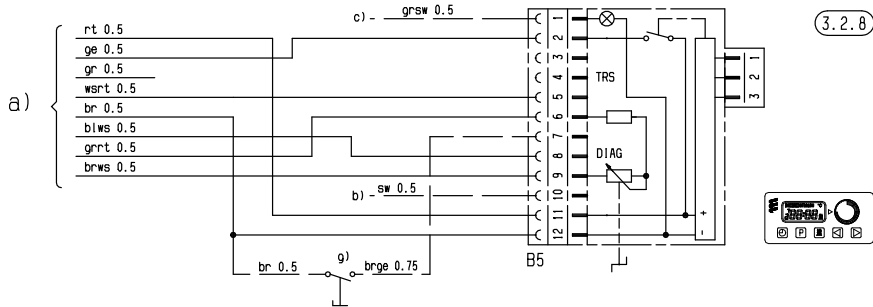 c) grsw 0.5
3.2.8
a)
rt 0.5
ge 0.5
gr 0.5
wsrt 0.5
br 0.5
blws 0.5
grrt 0.5
brws 0.5
b) sw 0.5
g)
br 0.5
brge 0.75
1
2
3
4
5
6
7
8
9
10
11
12
B5
TRS
DIAG
+
-
1
2
3
P